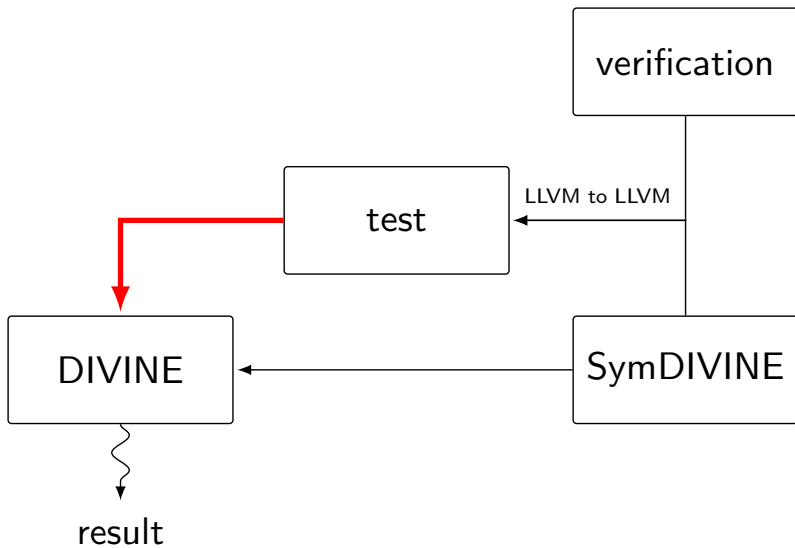 verification
LLVM to LLVM
test
DIVINE
SymDIVINE
result